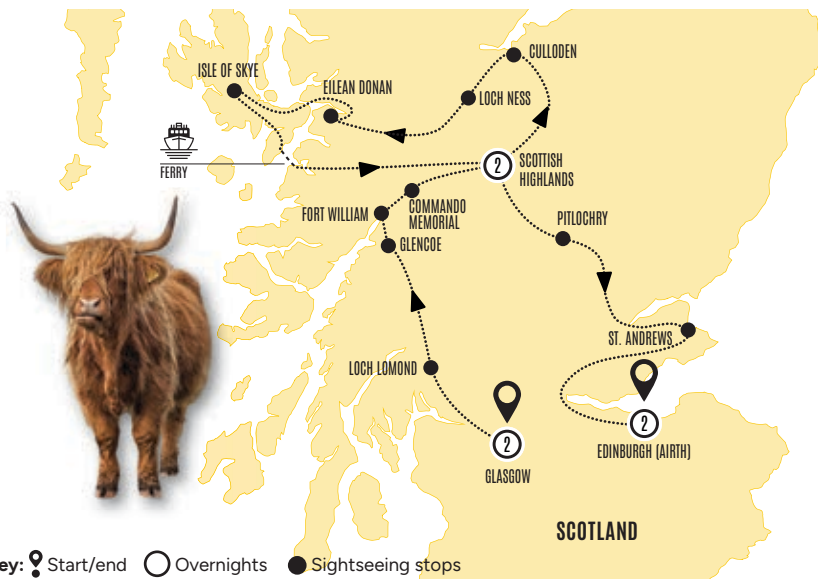 CULLODEN
ISLE OF SKYE
EILEAN DONAN
LOCH NESS
FERRY
2
SCOTTISH
HIGHLANDS
COMMANDO
MEMORIAL
FORT WILLIAM
GLENCOE
PITLOCHRY
ST. ANDREWS
LOCH LOMOND
2
EDINBURGH (AIRTH)
2
GLASGOW
SCOTLAND
ey: Start/end Overnights Sightseeing stops